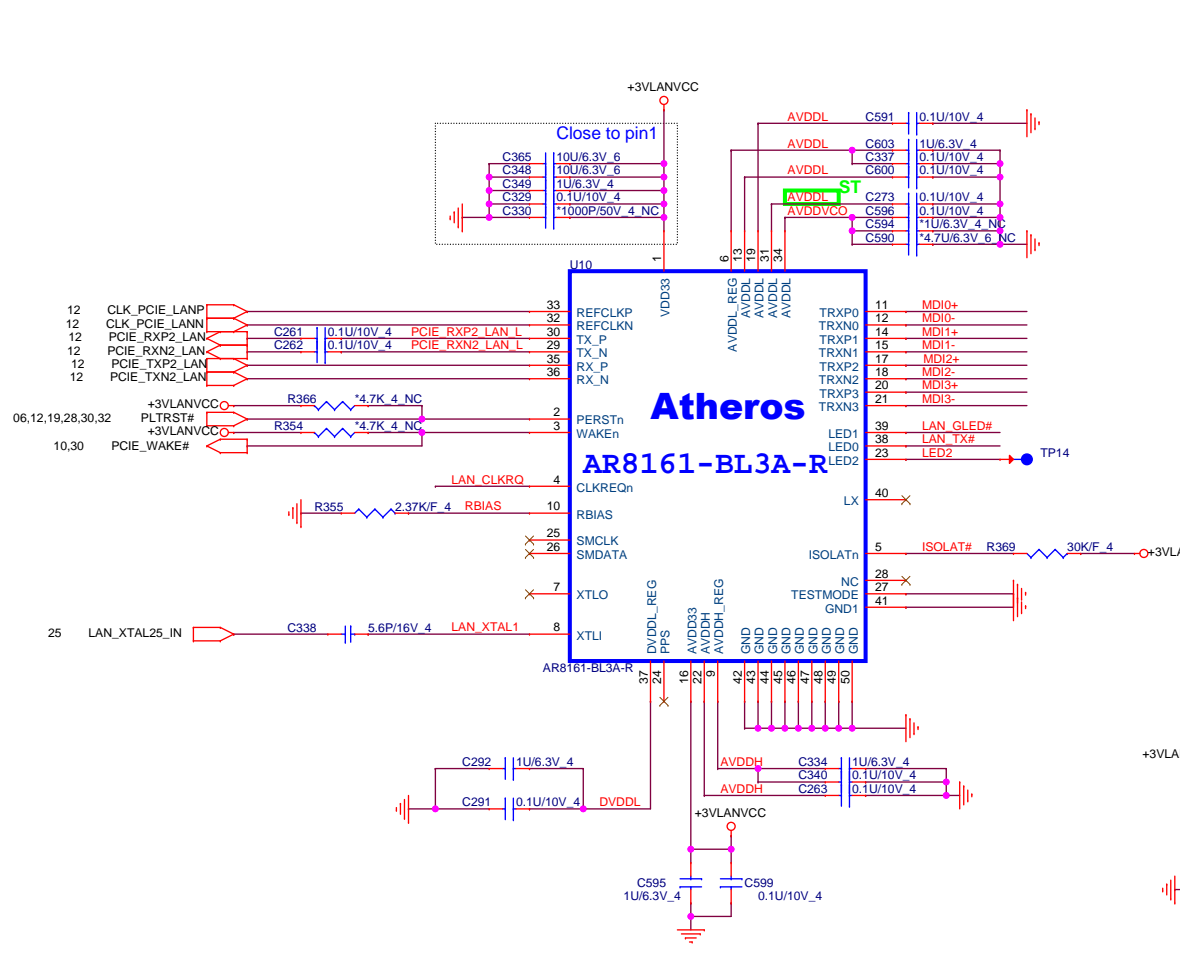 +3VLANVCC
Close to pin1
C365 10U/6.3V_6
C348 10U/6.3V_6
C349 1U/6.3V_4
C329 0.1U/10V_4
C330 *1000P/50V_4_NC
AVDDL C591 0.1U/10V_4
AVDDL C603 1U/6.3V_4
C337 0.1U/10V_4
AVDDL C600 0.1U/10V_4
ST
AVDDL C273 0.1U/10V_4
AVDDVCO C596 0.1U/10V_4
C594 *1U/6.3V_4_NC
C590 *4.7U/6.3V_6_NC
1 6 13 19 31 34
U10
VDD33 AVDDL_REG AVDDL AVDDL AVDDL AVDDL
12 CLK_PCIE_LANP 33 REFCLKP
12 CLK_PCIE_LANN 32 REFCLKN
12 PCIE_RXP2_LAN C261 0.1U/10V_4 PCIE_RXP2_LAN_L 30 TX_P
12 PCIE_RXN2_LAN C262 0.1U/10V_4 PCIE_RXN2_LAN_L 29 TX_N
12 PCIE_TXP2_LAN 35 RX_P
12 PCIE_TXN2_LAN 36 RX_N
TRXP0 11 MDI0+
TRXN0 12 MDI0-
TRXP1 14 MDI1+
TRXN1 15 MDI1-
TRXP2 17 MDI2+
TRXN2 18 MDI2-
TRXP3 20 MDI3+
TRXN3 21 MDI3-
+3VLANVCC R366 *4.7K_4_NC
06,12,19,28,30,32 PLTRST# 2 PERSTn
+3VLANVCC R354 *4.7K_4_NC 3 WAKEn
10,30 PCIE_WAKE#
Atheros
AR8161-BL3A-R
LED1 39 LAN_GLED#
LED0 38 LAN_TX#
LED2 23 LED2 TP14
LAN_CLKRQ 4 CLKREQn
LX 40
R355 2.37K/F_4 RBIAS 10 RBIAS
25 SMCLK
26 SMDATA
ISOLATn 5 ISOLAT# R369 30K/F_4 +3VLA
NC 28
7 XTLO
TESTMODE 27
GND1 41
25 LAN_XTAL25_IN C338 5.6P/16V_4 LAN_XTAL1 8 XTLI
DVDDL_REG PPS AVDD33 AVDDH AVDDH_REG GND GND GND GND GND GND GND GND GND
AR8161-BL3A-R
37 24 16 22 9 42 43 44 45 46 47 48 49 50
C292 1U/6.3V_4
C291 0.1U/10V_4 DVDDL
AVDDH C334 1U/6.3V_4
C340 0.1U/10V_4
AVDDH C263 0.1U/10V_4
+3VLA
+3VLANVCC
C595 C599
1U/6.3V_4 0.1U/10V_4